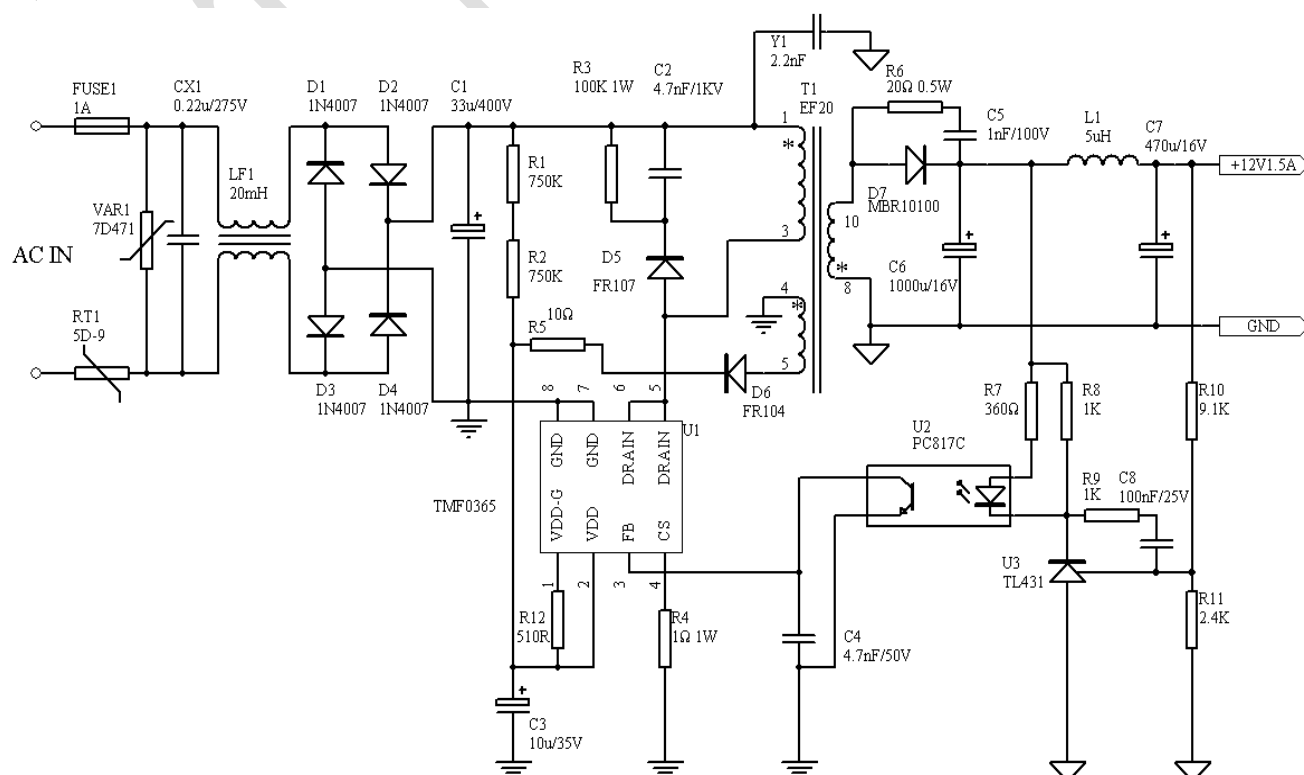 FUSE1
1A
CX1
0.22u/275V
D1
1N4007
D2
1N4007
C1
33u/400V
R3
100K 1W
C2
4.7nF/1KV
Y1
2.2nF
T1
EF20
R6
20Ω 0.5W
C5
1nF/100V
L1
5uH
C7
470u/16V
+12V1.5A
LF1
20mH
VAR1
7D471
AC IN
RT1
5D-9
D3
1N4007
D4
1N4007
R1
750K
R2
750K
D5
FR107
R5
10Ω
1
*
3
4
*
5
10
*
8
D6
FR104
D7
MBR10100
C6
1000u/16V
GND
8
7
6
5
U1
GND
GND
DRAIN
DRAIN
TMF0365
VDD-G
VDD
FB
CS
1
2
3
4
R12
510R
R4
1Ω 1W
C3
10u/35V
C4
4.7nF/50V
U2
PC817C
R7
360Ω
R8
1K
R9
1K
C8
100nF/25V
R10
9.1K
U3
TL431
R11
2.4K